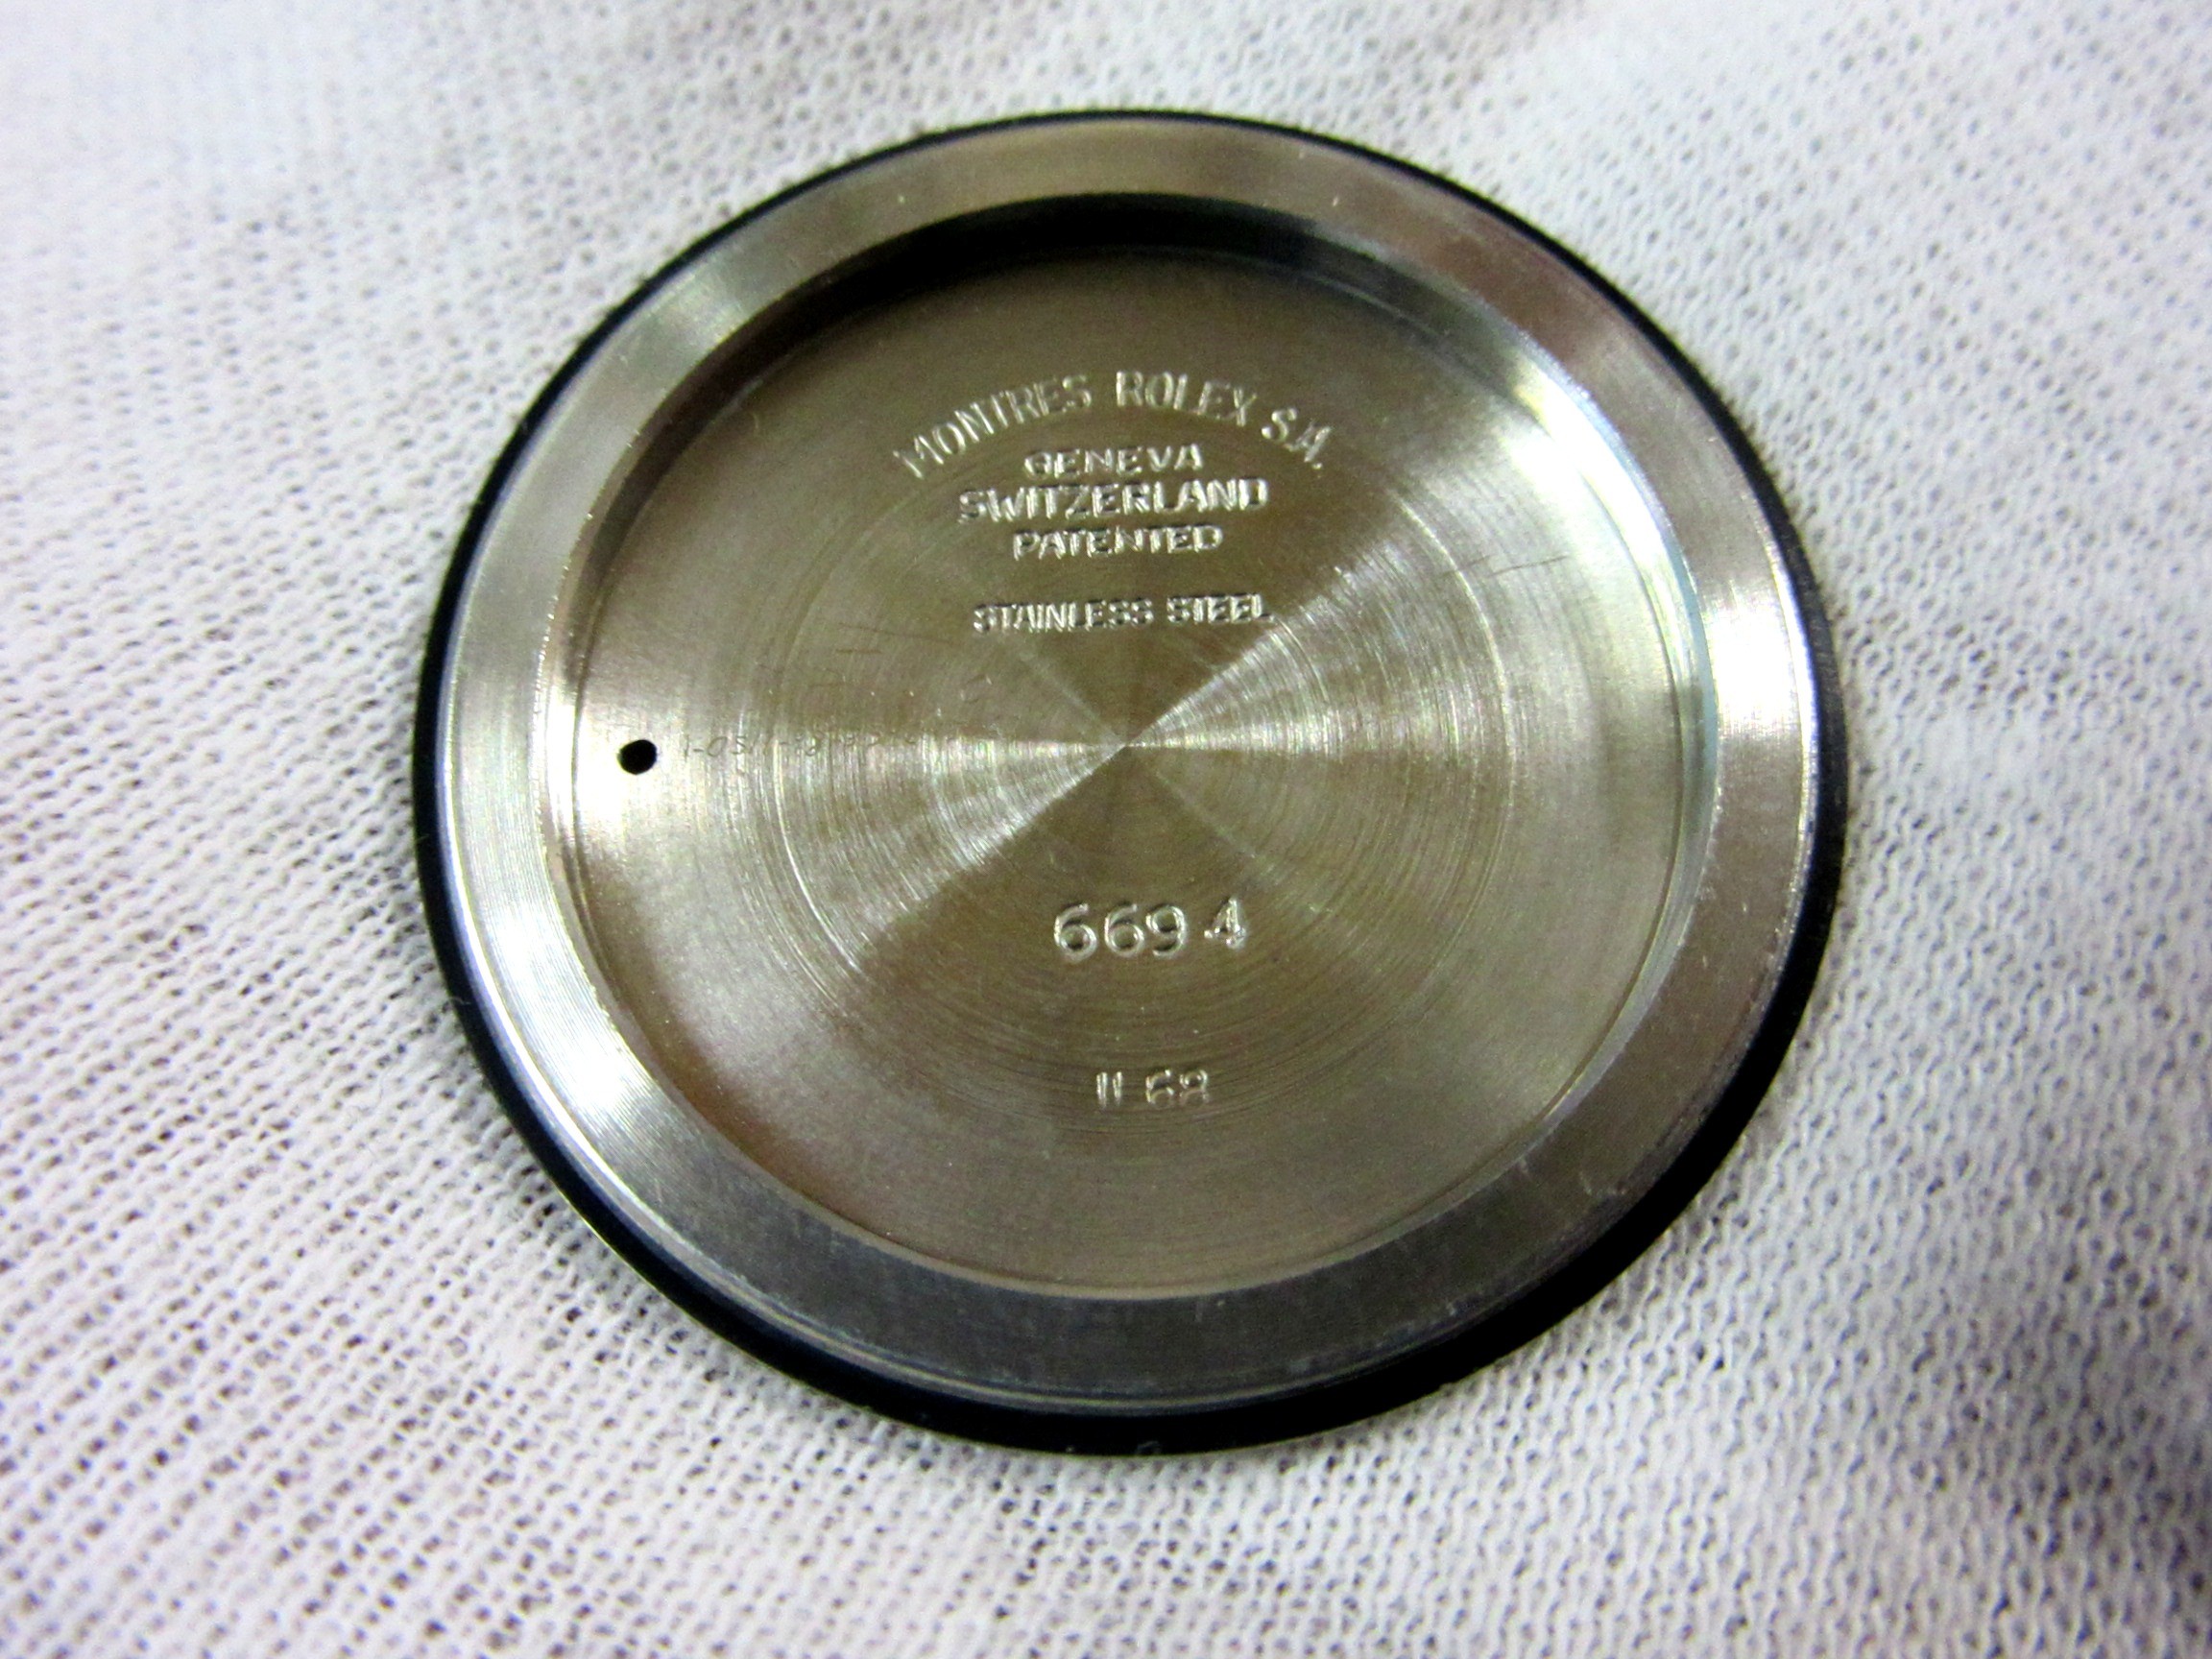 MONTRES ROLEX S.A.
GENEVA
SWITZERLAND
PATENTED
STAINLESS STEEL
6694
II 68